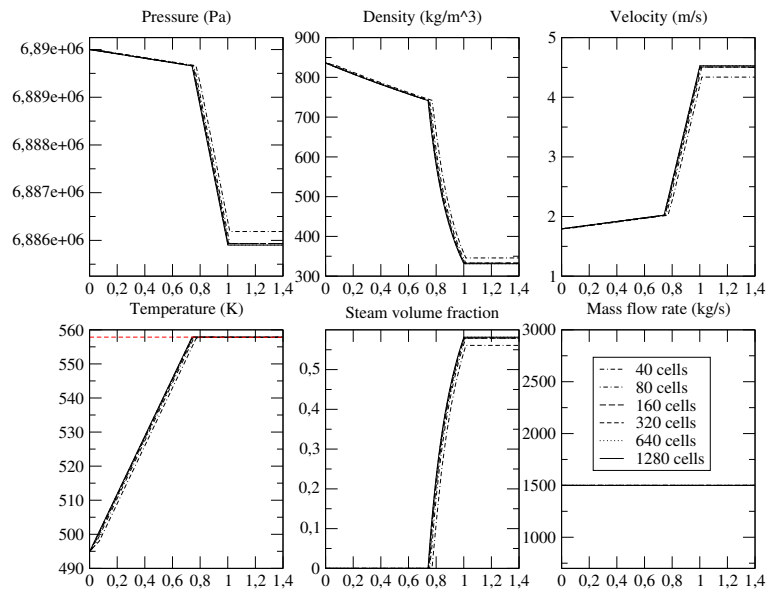 Pressure (Pa)
6,89e+06
6,889e+06
6,888e+06
6,887e+06
6,886e+06
0 0,2 0,4 0,6 0,8 1 1,2 1,4
Density (kg/m^3)
900
800
700
600
500
400
300
0 0,2 0,4 0,6 0,8 1 1,2 1,4
Velocity (m/s)
5
4
3
2
1
0 0,2 0,4 0,6 0,8 1 1,2 1,4
Temperature (K)
560
550
540
530
520
510
500
490
0 0,2 0,4 0,6 0,8 1 1,2 1,4
Steam volume fraction
0,5
0,4
0,3
0,2
0,1
0
0 0,2 0,4 0,6 0,8 1 1,2 1,4
Mass flow rate (kg/s)
3000
2500
2000
1500
1000
40 cells
80 cells
160 cells
320 cells
640 cells
1280 cells
0 0,2 0,4 0,6 0,8 1 1,2 1,4